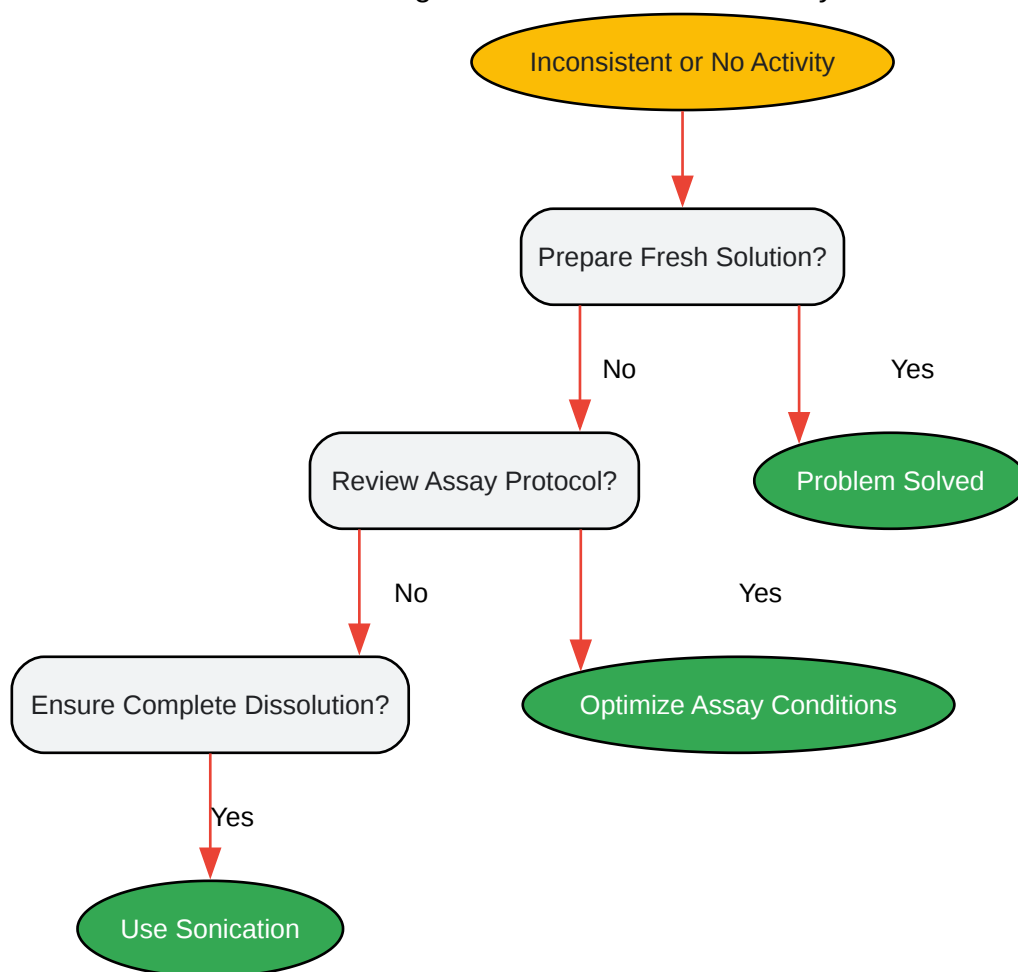 Inconsistent or No Activity
Prepare Fresh Solution?
No
Yes
Review Assay Protocol?
Problem Solved
No
Yes
Ensure Complete Dissolution?
Optimize Assay Conditions
Yes
Use Sonication